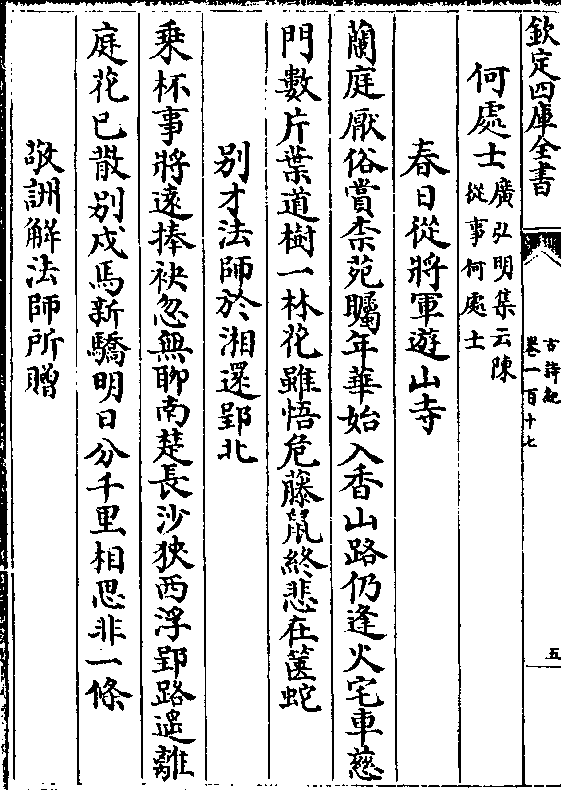 欽定四庫全書
古詩紀
卷一百十七
五
何處士廣弘明集云陳
從事何處士
春日從將軍遊山寺
蘭庭厭俗賞柰苑矚年華始入香山路仍逢火宅車慈
門數片葉道樹一林花雖悟危藤鼠終悲在篋蛇
别才法師於湘還郢北
乗杯事將遠捧袂忽無聊南楚長沙狹西浮郢路遥離
庭花已散别戍馬新驕明日分千里相思非一條
敬詶解法師所贈